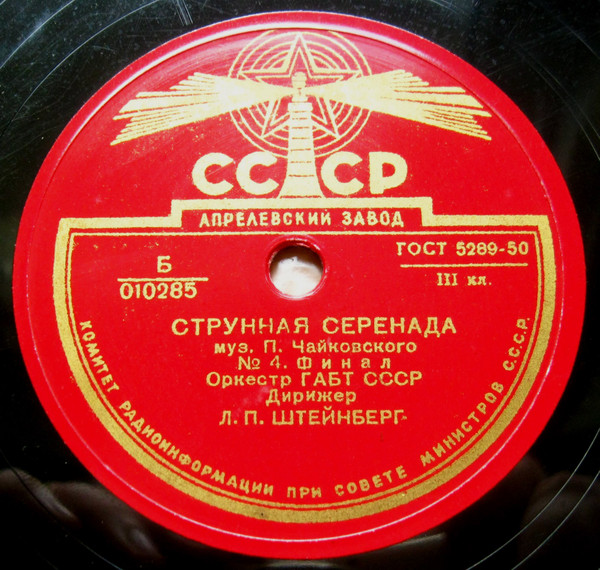 СССР
АПРЕЛЕВСКИЙ ЗАВОД
ГОСТ 5289-50
Б
010285
III кл.
СТРУННАЯ СЕРЕНАДА
муз. П. Чайковского
№ 4. Финал
Оркестр ГАБТ СССР
Дирижер
Л. П. ШТЕЙНБЕРГ
КОМИТЕТ РАДИОИНФОРМАЦИИ ПРИ СОВЕТЕ МИНИСТРОВ С.С.С.Р.